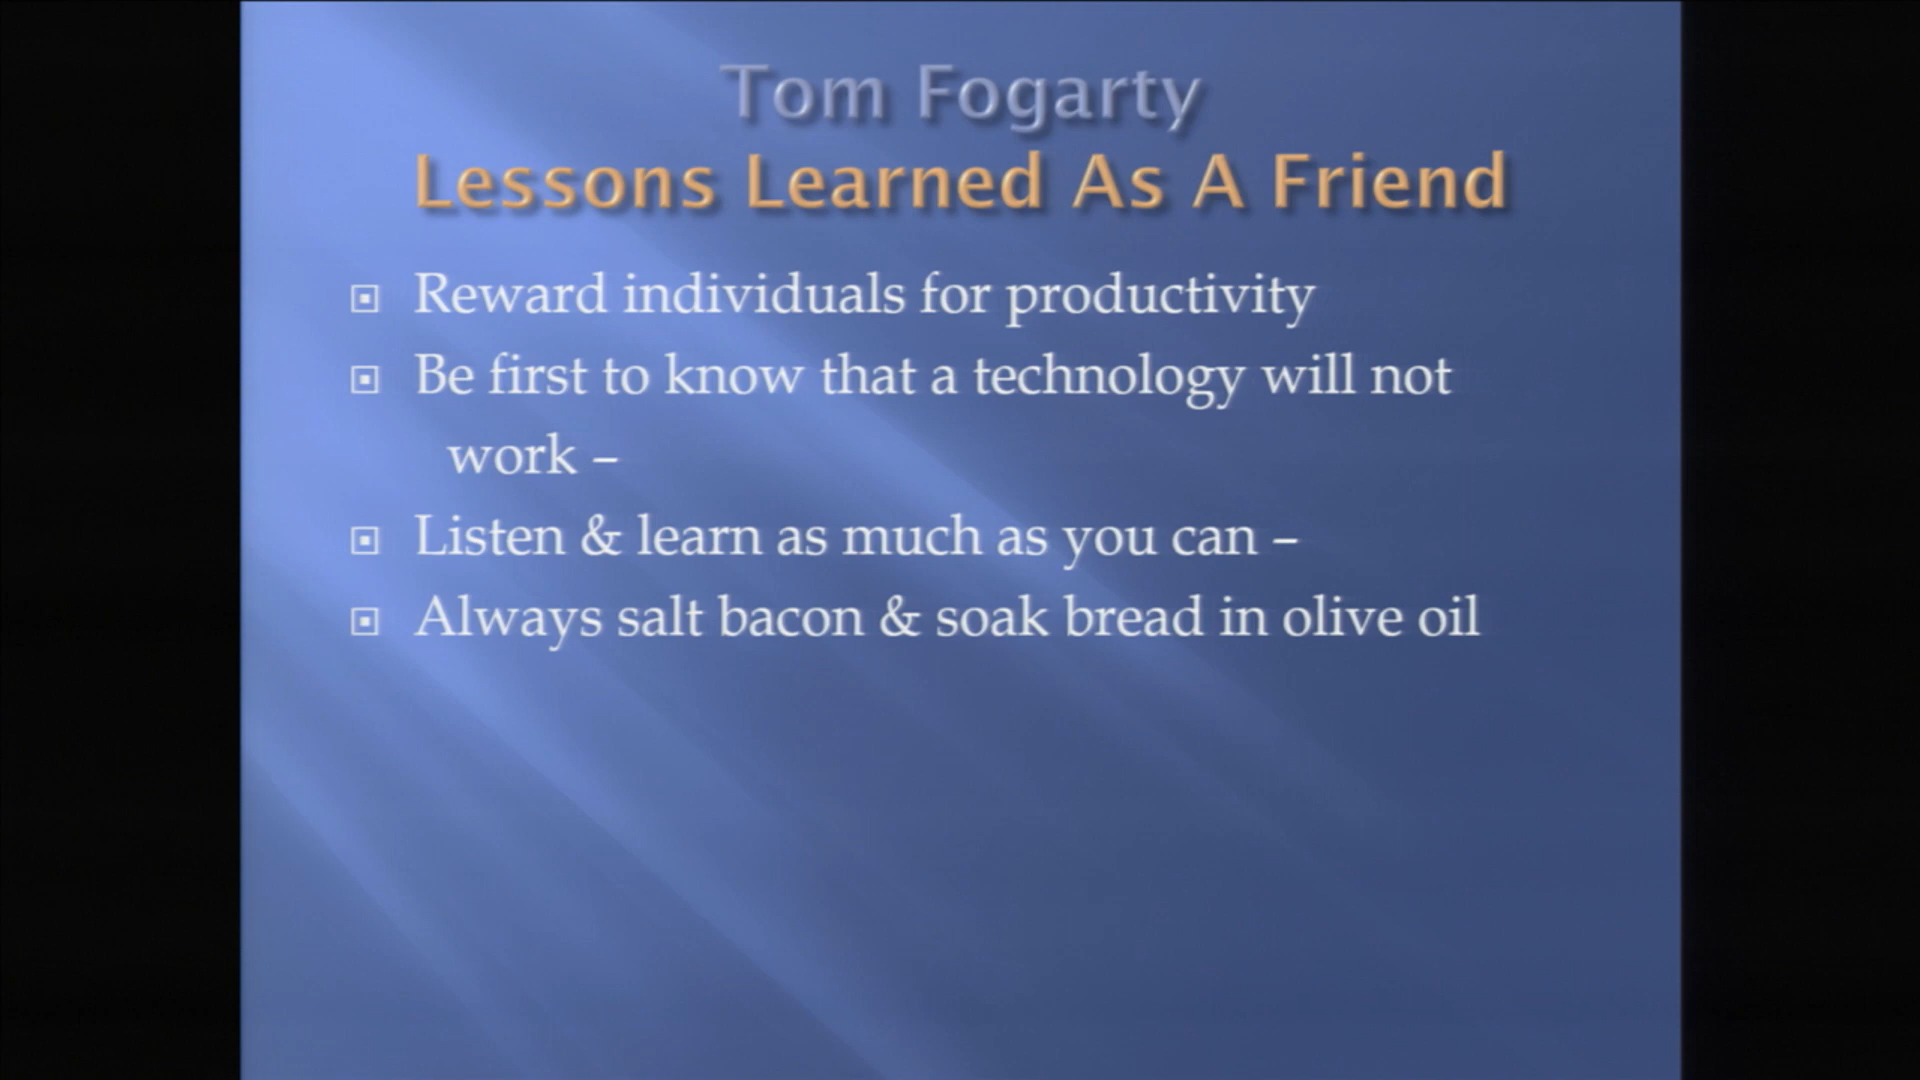 Tom Fogarty
Lessons Learned As A Friend
Reward individuals for productivity
Be first to know that a technology will not
work –
Listen & learn as much as you can –
Always salt bacon & soak bread in olive oil